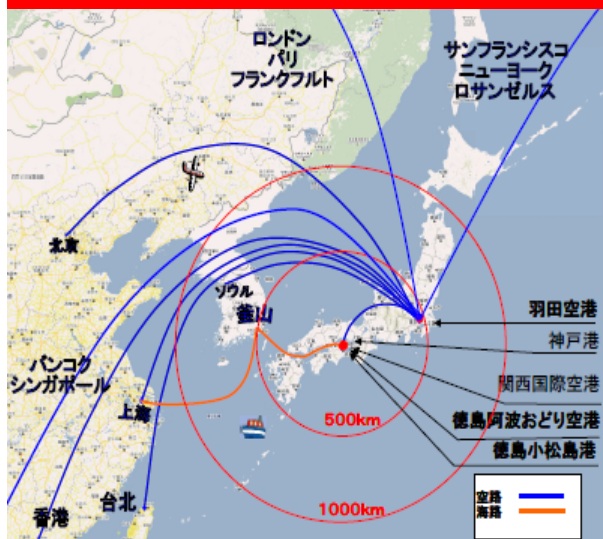 ロンドン
パリ
フランクフルト
サンフランシスコ
ニューヨーク
ロサンゼルス
北京
ソウル
釜山
羽田空港
神戸港
関西国際空港
徳島阿波おどり空港
徳島小松島港
バンコク
シンガポール
上海
500km
1000km
台北
香港
空路
海路